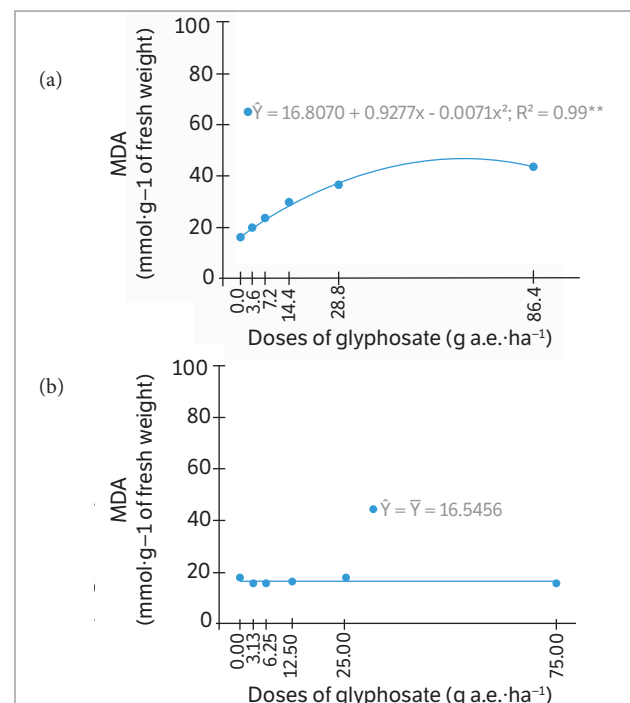 (a)
MDA
(mmol·g–1 of fresh weight)
100
80
60
40
20
0
Ŷ = 16.8070 + 0.9277x - 0.0071x²; R² = 0.99**
0.0
3.6
7.2
14.4
28.8
86.4
Doses of glyphosate (g a.e.·ha⁻¹)
(b)
MDA
(mmol·g–1 of fresh weight)
100
80
60
40
20
0
Ŷ = Y̅ = 16.5456
0.00
3.13
6.25
12.50
25.00
75.00
Doses of glyphosate (g a.e.·ha⁻¹)